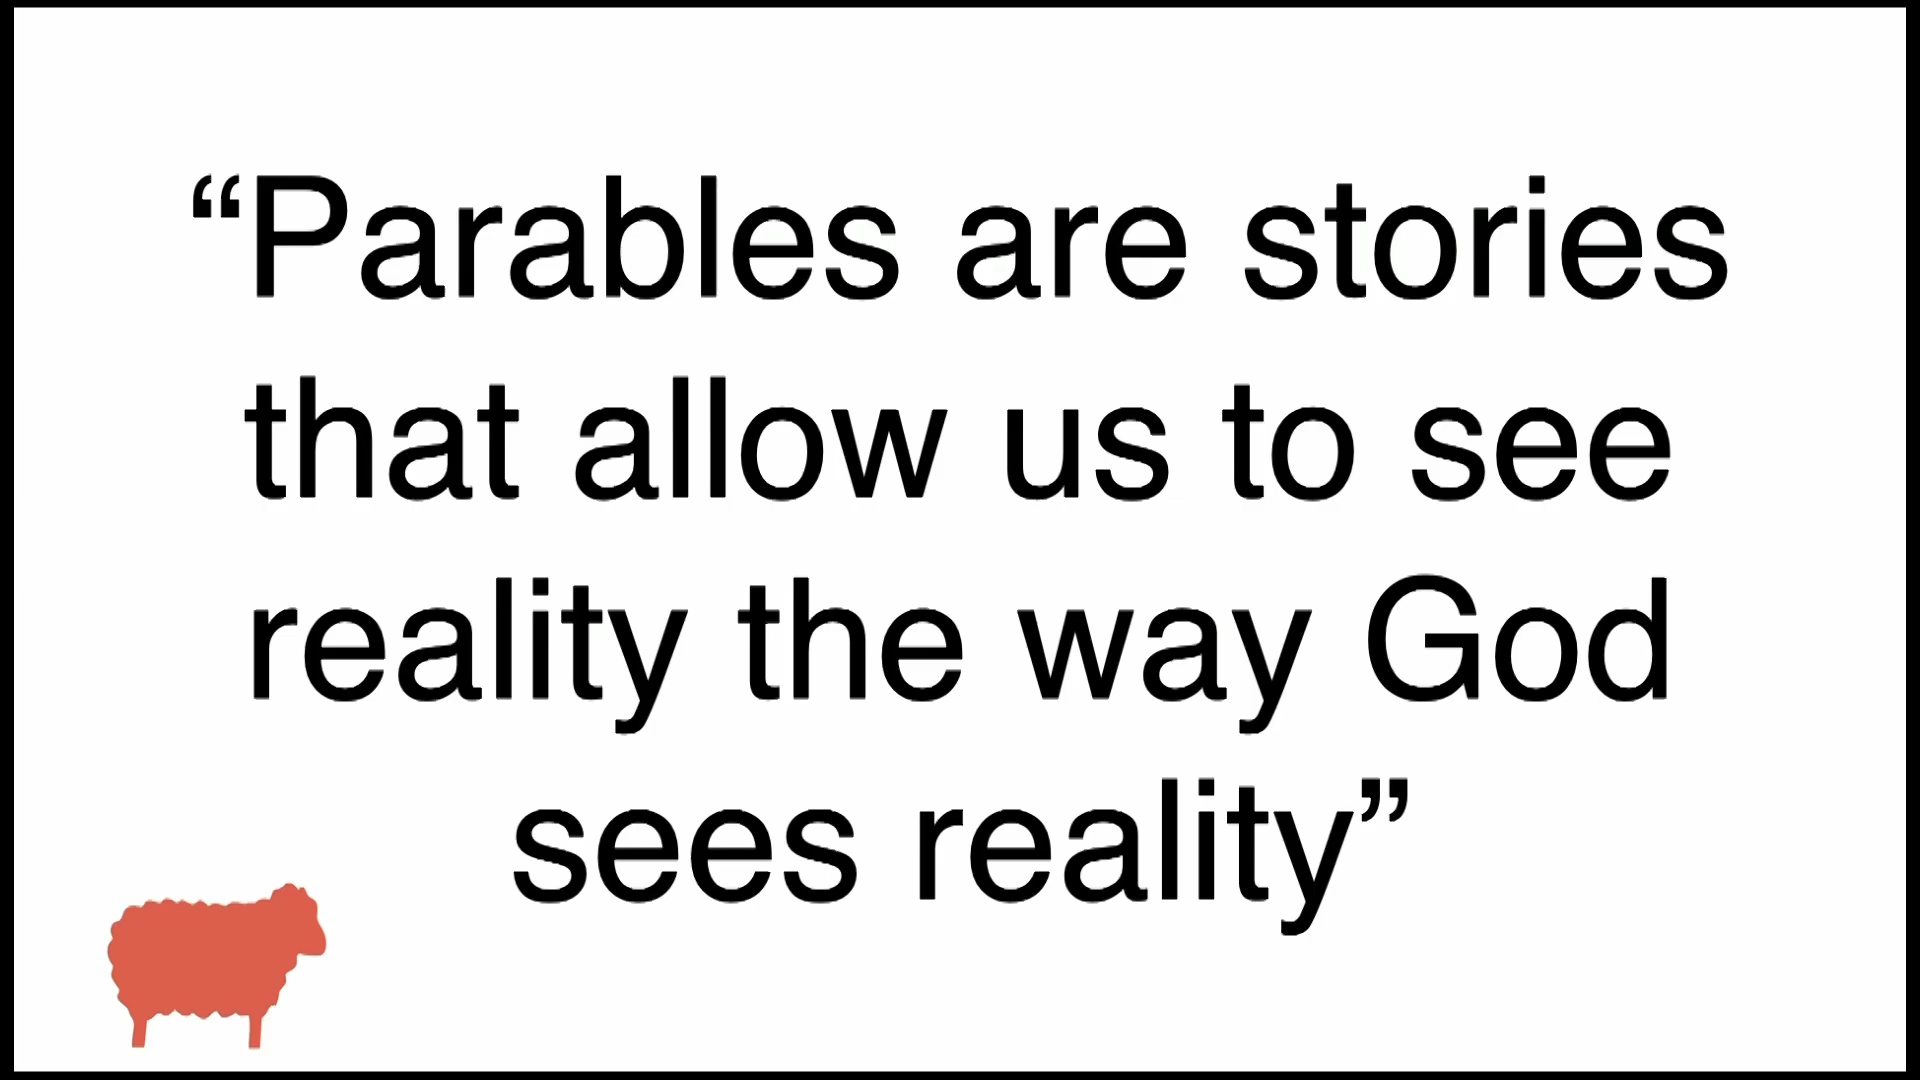 “Parables are stories
that allow us to see
reality the way God
sees reality”